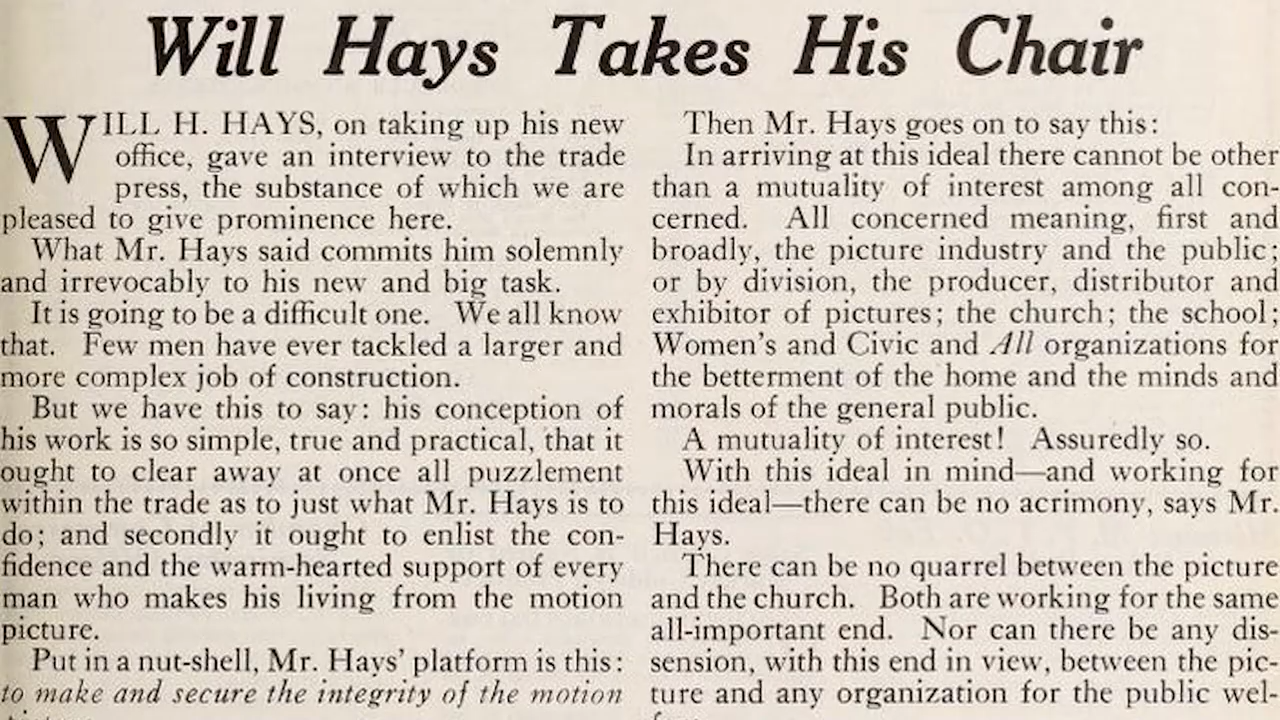 Will Hays Takes His Chair
WILL H. HAYS, on taking up his new
office, gave an interview to the trade
press, the substance of which we are
pleased to give prominence here.
What Mr. Hays said commits him solemnly
and irrevocably to his new and big task.
It is going to be a difficult one. We all know
that. Few men have ever tackled a larger and
more complex job of construction.
But we have this to say: his conception of
his work is so simple, true and practical, that it
ought to clear away at once all puzzlement
within the trade as to just what Mr. Hays is to
do; and secondly it ought to enlist the con-
fidence and the warm-hearted support of every
man who makes his living from the motion
picture.
Put in a nut-shell, Mr. Hays' platform is this:
to make and secure the integrity of the motion
Then Mr. Hays goes on to say this:
In arriving at this ideal there cannot be other
than a mutuality of interest among all con-
cerned. All concerned meaning, first and
broadly, the picture industry and the public;
or by division, the producer, distributor and
exhibitor of pictures; the church; the school;
Women's and Civic and All organizations for
the betterment of the home and the minds and
morals of the general public.
A mutuality of interest! Assuredly so.
With this ideal in mind—and working for
this ideal—there can be no acrimony, says Mr.
Hays.
There can be no quarrel between the picture
and the church. Both are working for the same
all-important end. Nor can there be any dis-
sension, with this end in view, between the pic-
ture and any organization for the public wel-